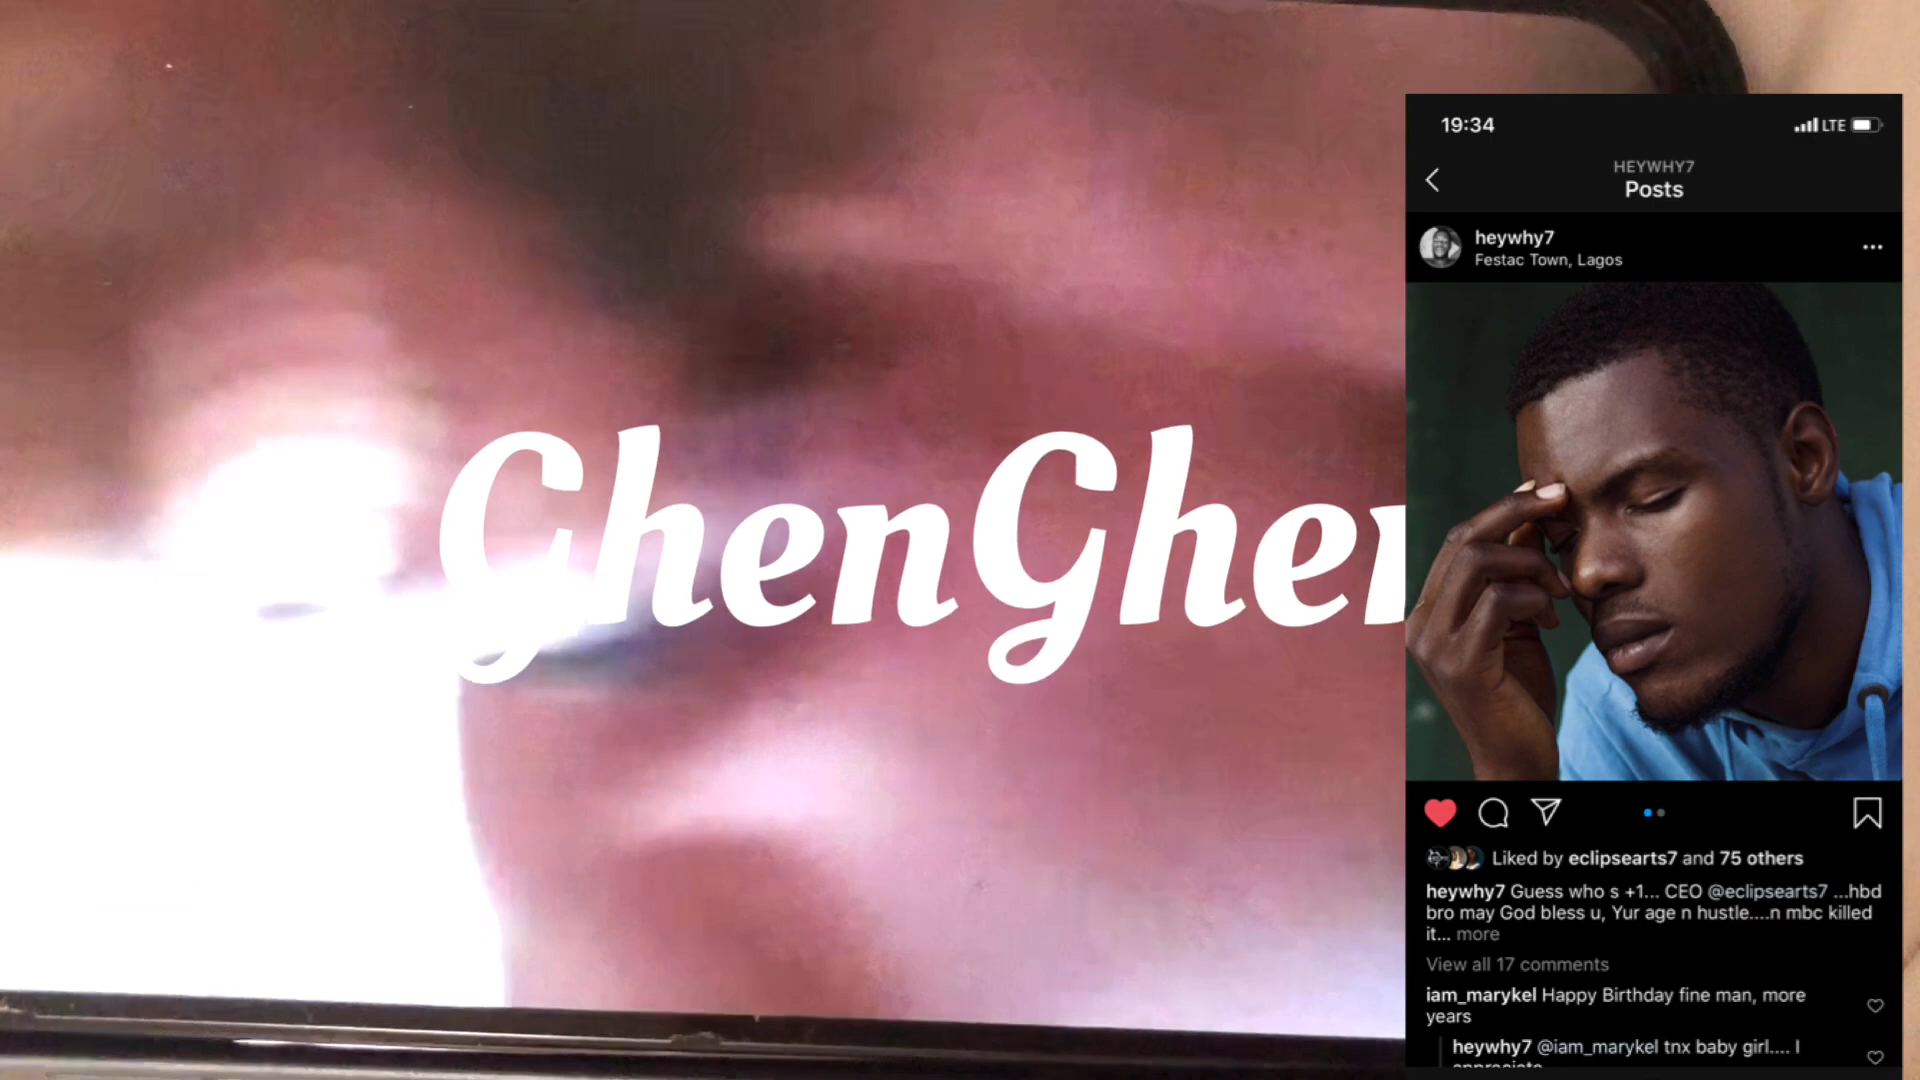 GhenGhen
19:34
LTE
HEYWHY7
Posts
heywhy7
Festac Town, Lagos
Liked by eclipsearts7 and 75 others
heywhy7 Guess who s +1... CEO @eclipsearts7 ...hbd
bro may God bless u, Yur age n hustle....n mbc killed
it... more
View all 17 comments
iam_marykel Happy Birthday fine man, more
years
heywhy7 @iam_marykel tnx baby girl.... I
appreciate